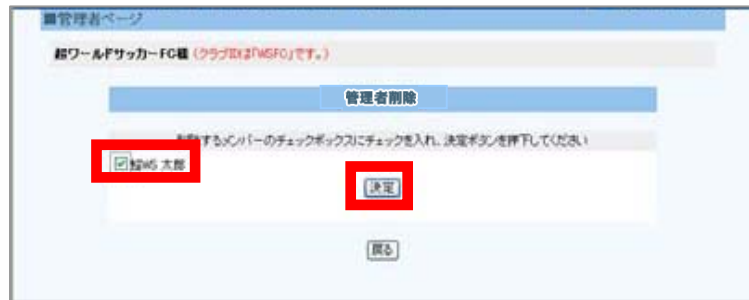 ■管理者ページ
超ワールドサッカーFC様 (クラブIDは「WSFC」です。)
管理者削除
削除するメンバーのチェックボックスにチェックを入れ、決定ボタンを押下してください
超WS 太郎
決定
戻る